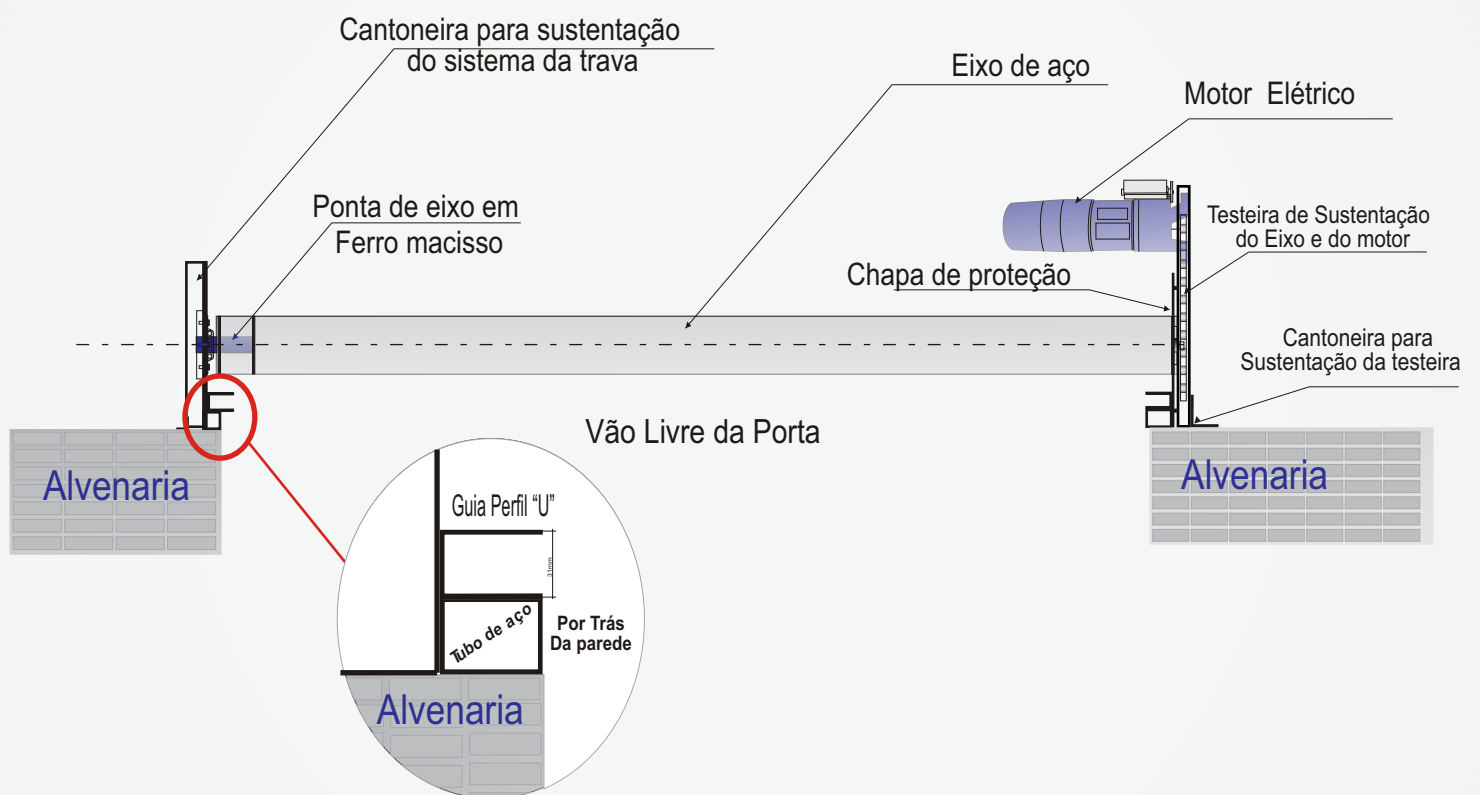 Cantoneira para sustentação
do sistema da trava
Eixo de aço
Motor Elétrico
Ponta de eixo em
Ferro macisso
Testeira de Sustentação
do Eixo e do motor
Chapa de proteção
Cantoneira para
Sustentação da testeira
Vão Livre da Porta
Alvenaria
Alvenaria
Guia Perfil “U”
31mm
Tubo de aço
Por Trás
Da parede
Alvenaria